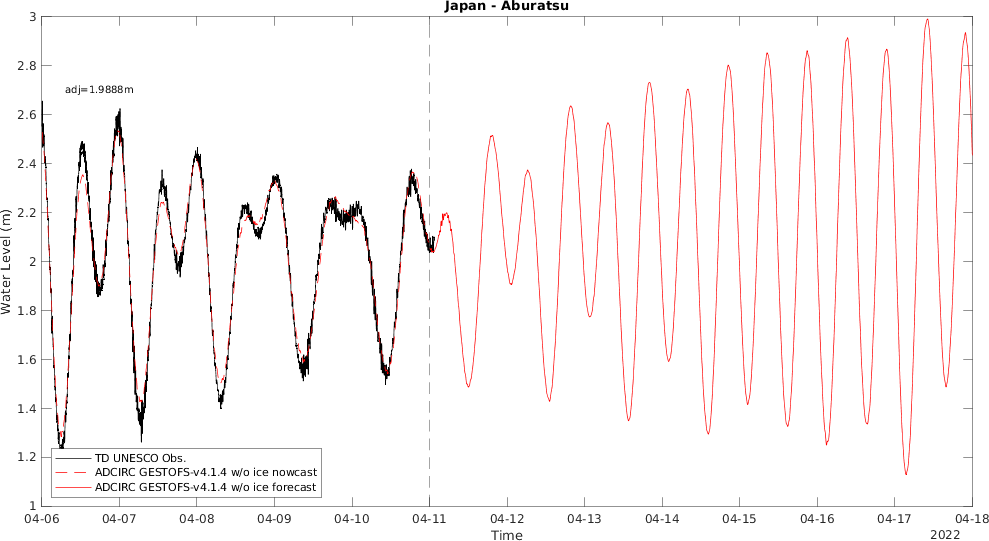 Japan - Aburatsu
3
2.8
adj=1.9888m
2.6
2.4
2.2
2
1.8
1.6
1.4
1.2
1
Water Level (m)
TD UNESCO Obs.
ADCIRC GESTOFS-v4.1.4 w/o ice nowcast
ADCIRC GESTOFS-v4.1.4 w/o ice forecast
04-06 04-07 04-08 04-09 04-10 04-11 04-12 04-13 04-14 04-15 04-16 04-17 04-18
Time
2022